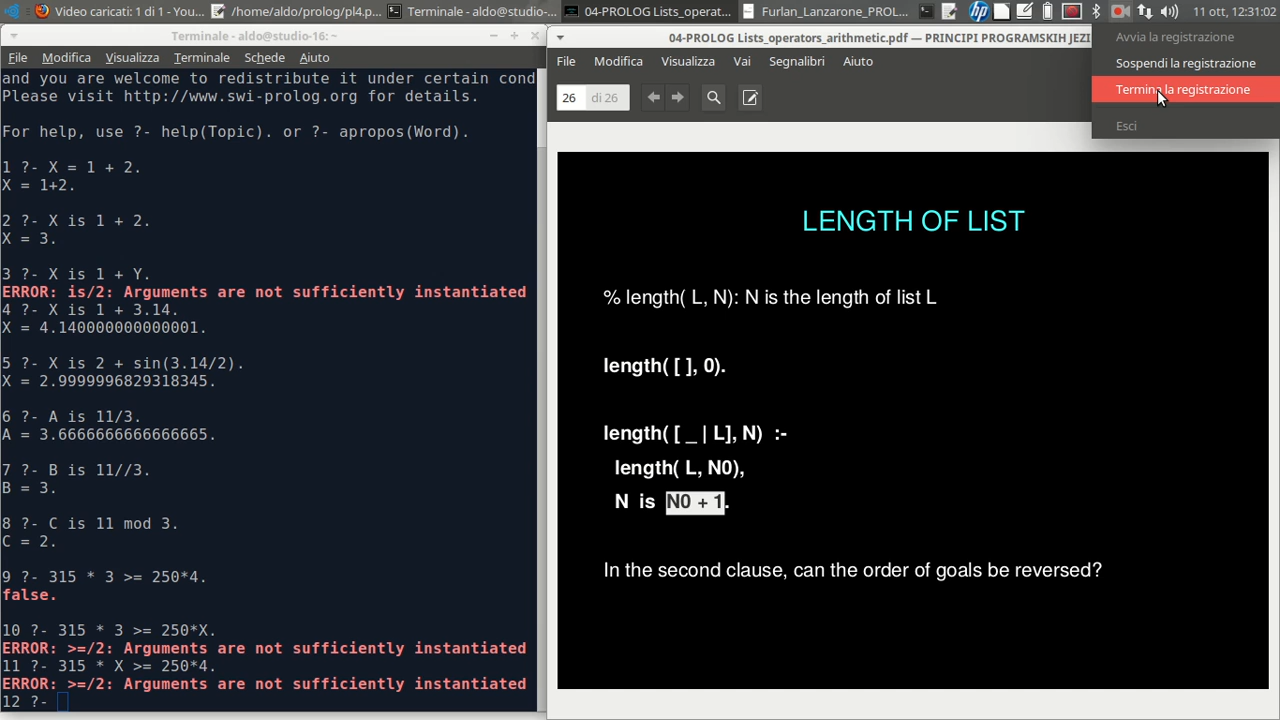 Video caricati: 1 di 1 - You...
/home/aldo/prolog/pl4.p...
Terminale - aldo@studio-...
04-PROLOG Lists_operat...
Furlan_Lanzarone_PROL...
11 ott, 12:31:02
Terminale - aldo@studio-16: ~
File Modifica Visualizza Terminale Schede Aiuto
and you are welcome to redistribute it under certain cond
Please visit http://www.swi-prolog.org for details.
For help, use ?- help(Topic). or ?- apropos(Word).
1 ?- X = 1 + 2.
X = 1+2.
2 ?- X is 1 + 2.
X = 3.
3 ?- X is 1 + Y.
ERROR: is/2: Arguments are not sufficiently instantiated
4 ?- X is 1 + 3.14.
X = 4.140000000000001.
5 ?- X is 2 + sin(3.14/2).
X = 2.9999996829318345.
6 ?- A is 11/3.
A = 3.6666666666666665.
7 ?- B is 11//3.
B = 3.
8 ?- C is 11 mod 3.
C = 2.
9 ?- 315 * 3 >= 250*4.
false.
10 ?- 315 * 3 >= 250*X.
ERROR: >=/2: Arguments are not sufficiently instantiated
11 ?- 315 * X >= 250*4.
ERROR: >=/2: Arguments are not sufficiently instantiated
12 ?-
04-PROLOG Lists_operators_arithmetic.pdf — PRINCIPI PROGRAMSKIH JEZI
File Modifica Visualizza Vai Segnalibri Aiuto
26 di 26
Avvia la registrazione
Sospendi la registrazione
Termina la registrazione
Esci
LENGTH OF LIST
% length( L, N): N is the length of list L
length( [ ], 0).
length( [ _ | L], N) :-
length( L, N0),
N is N0 + 1.
In the second clause, can the order of goals be reversed?